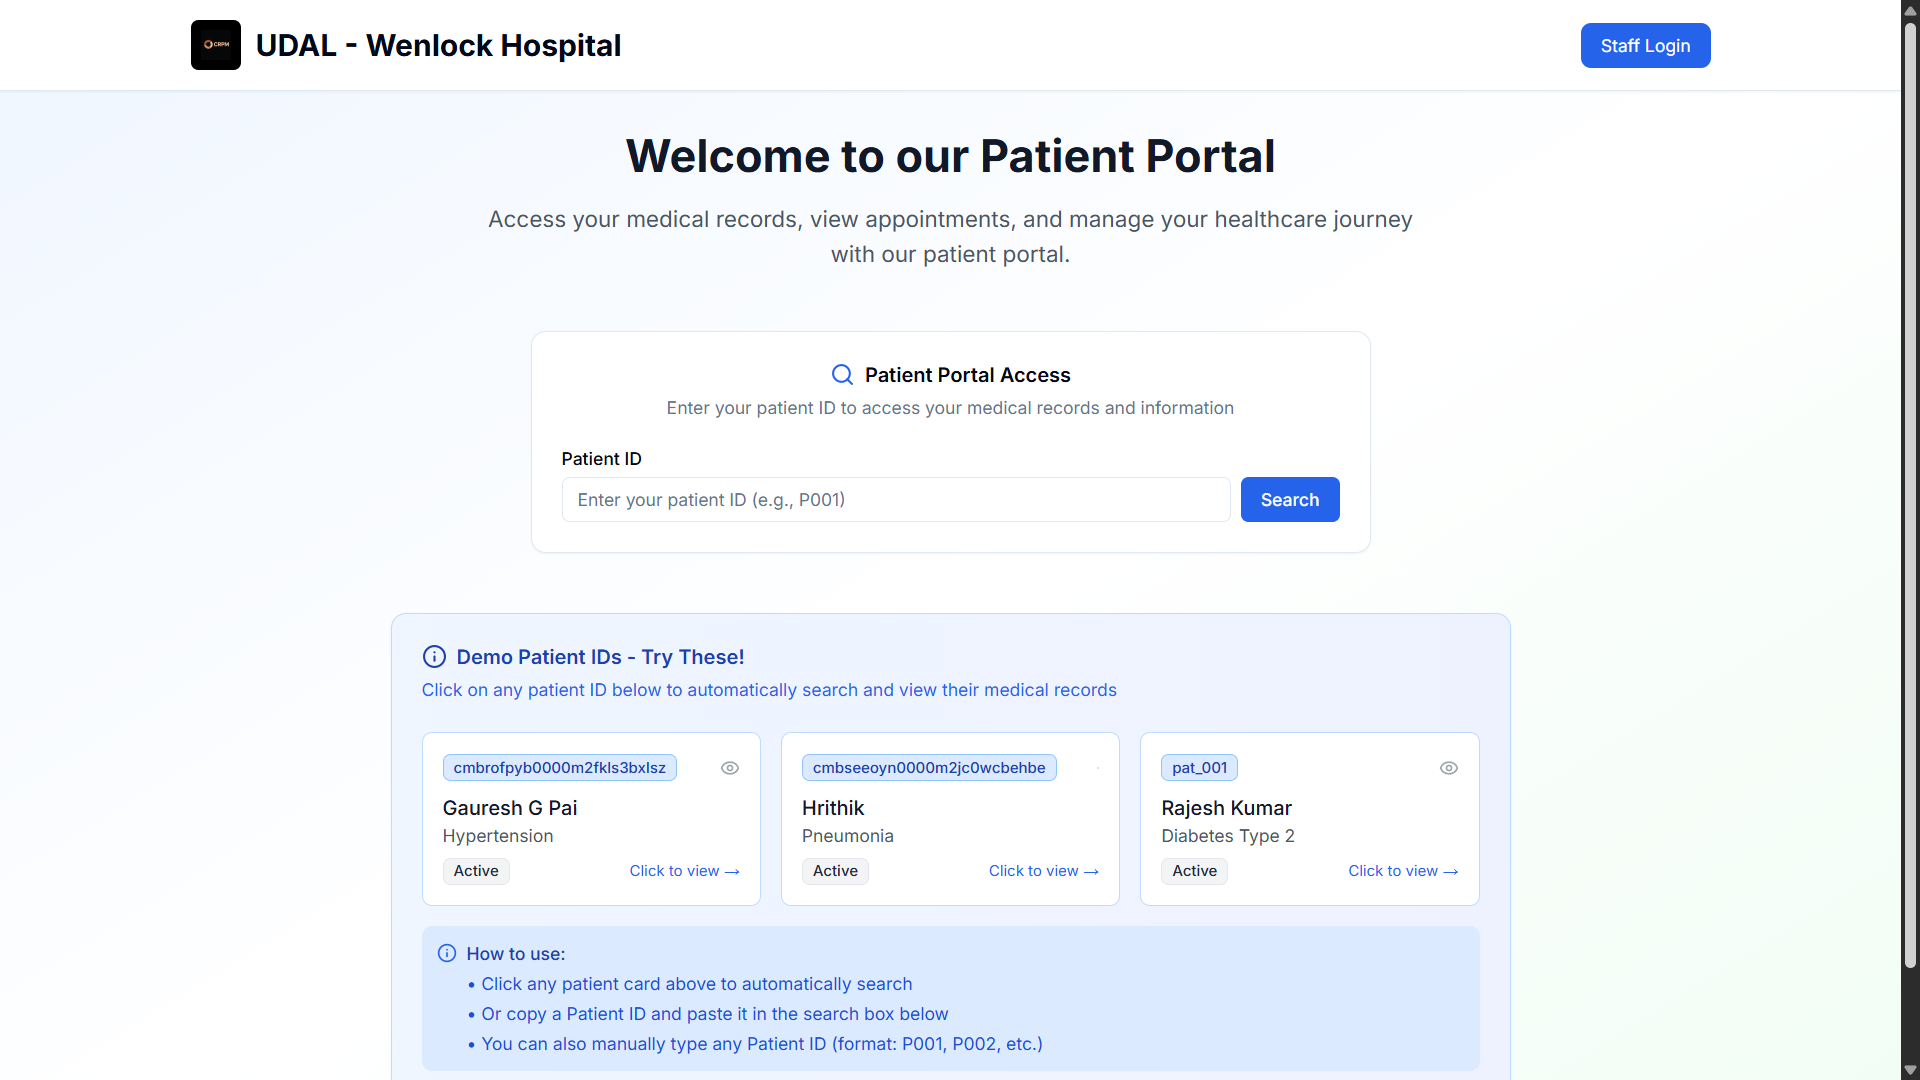 CRPM
UDAL - Wenlock Hospital
Staff Login
Welcome to our Patient Portal
Access your medical records, view appointments, and manage your healthcare journey
with our patient portal.
Patient Portal Access
Enter your patient ID to access your medical records and information
Patient ID
Enter your patient ID (e.g., P001)
Search
Demo Patient IDs - Try These!
Click on any patient ID below to automatically search and view their medical records
cmbrofpyb0000m2fkls3bxlsz
Gauresh G Pai
Hypertension
Active
Click to view →
cmbseeoyn0000m2jc0wcbehbe
Hrithik
Pneumonia
Active
Click to view →
pat_001
Rajesh Kumar
Diabetes Type 2
Active
Click to view →
How to use:
• Click any patient card above to automatically search
• Or copy a Patient ID and paste it in the search box below
• You can also manually type any Patient ID (format: P001, P002, etc.)